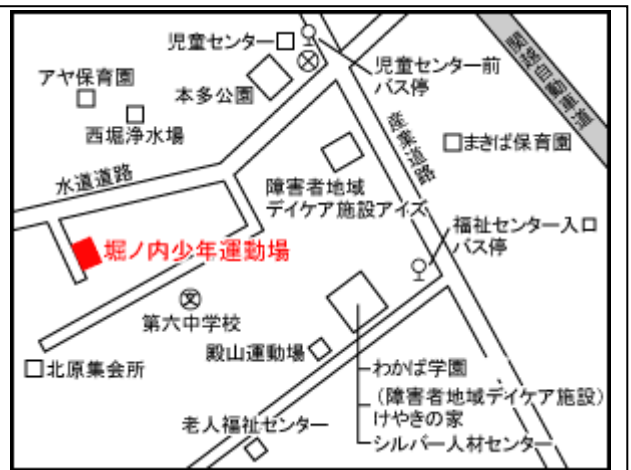 児童センター
児童センター前
バス停
関越自動車道
アヤ保育園
本多公園
西堀浄水場
産業道路
まきば保育園
水道道路
障害者地域
デイケア施設アイズ
福祉センター入口
バス停
堀ノ内少年運動場
文
第六中学校
殿山運動場
北原集会所
わかば学園
(障害者地域デイケア施設)
けやきの家
シルバー人材センター
老人福祉センター